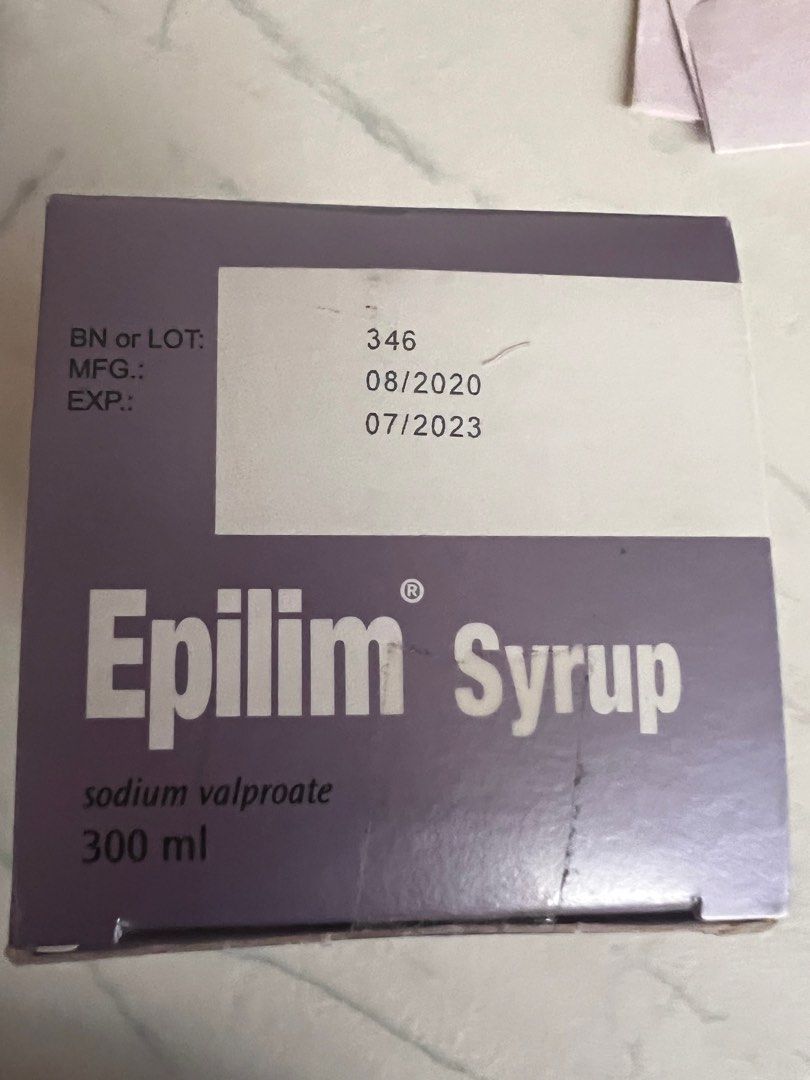 BN or LOT: 346
MFG.: 08/2020
EXP.: 07/2023
Epilim® Syrup
sodium valproate
300 ml